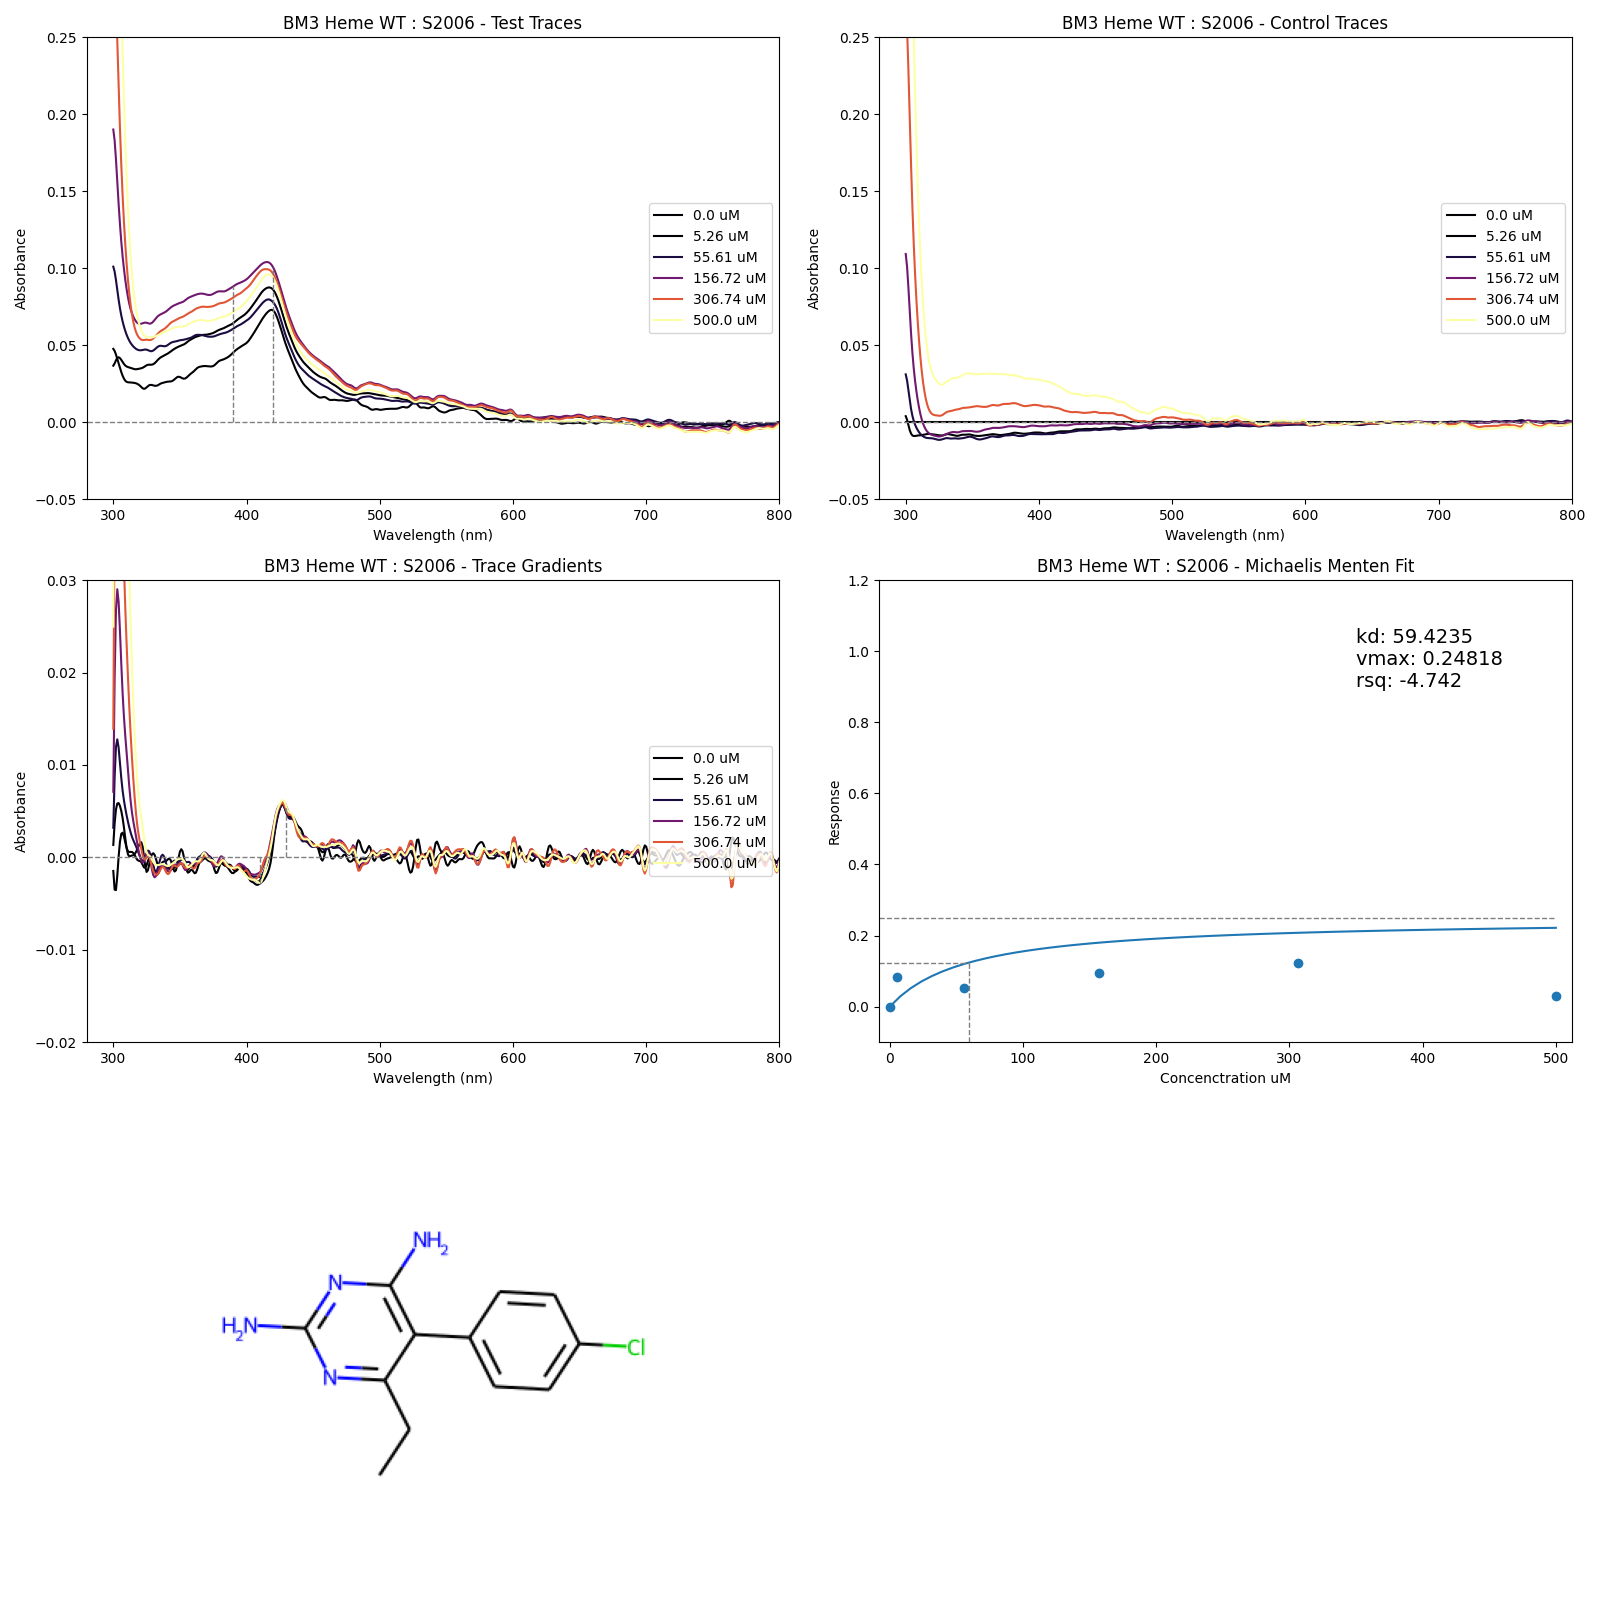 BM3 Heme WT : S2006 - Test Traces
0.25
0.20
0.15
0.10
0.05
0.00
−0.05
Absorbance
300 400 500 600 700 800
Wavelength (nm)
0.0 uM
5.26 uM
55.61 uM
156.72 uM
306.74 uM
500.0 uM
BM3 Heme WT : S2006 - Control Traces
0.25
0.20
0.15
0.10
0.05
0.00
−0.05
Absorbance
300 400 500 600 700 800
Wavelength (nm)
0.0 uM
5.26 uM
55.61 uM
156.72 uM
306.74 uM
500.0 uM
BM3 Heme WT : S2006 - Trace Gradients
0.03
0.02
0.01
0.00
−0.01
−0.02
Absorbance
300 400 500 600 700 800
Wavelength (nm)
0.0 uM
5.26 uM
55.61 uM
156.72 uM
306.74 uM
500.0 uM
BM3 Heme WT : S2006 - Michaelis Menten Fit
1.2
1.0
0.8
0.6
0.4
0.2
0.0
Response
kd: 59.4235
vmax: 0.24818
rsq: -4.742
0 100 200 300 400 500
Concenctration uM
NH2
N
H2N
N
Cl